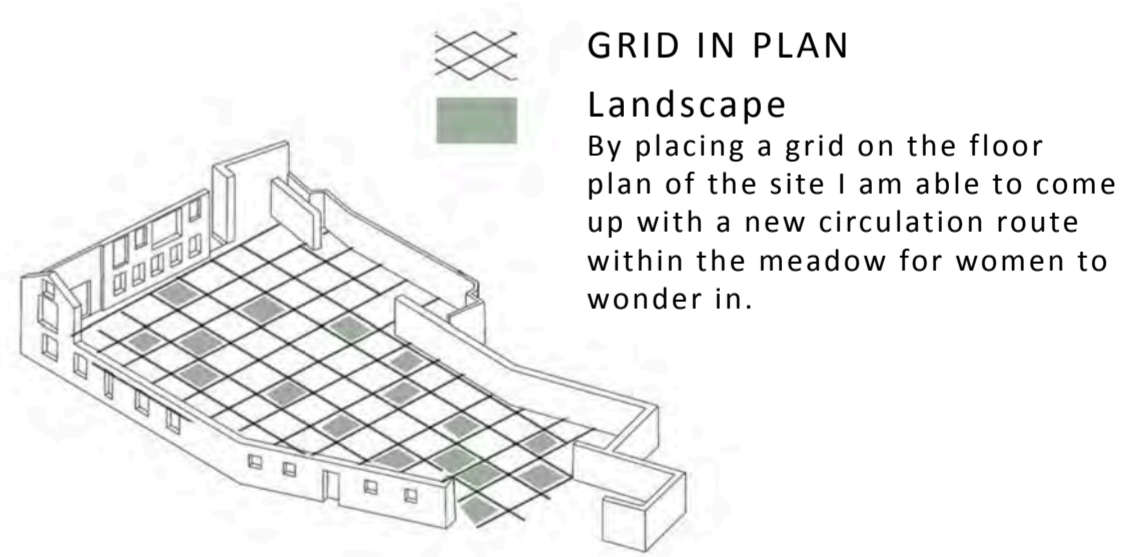 GRID IN PLAN
Landscape
By placing a grid on the floor
plan of the site I am able to come
up with a new circulation route
within the meadow for women to
wonder in.